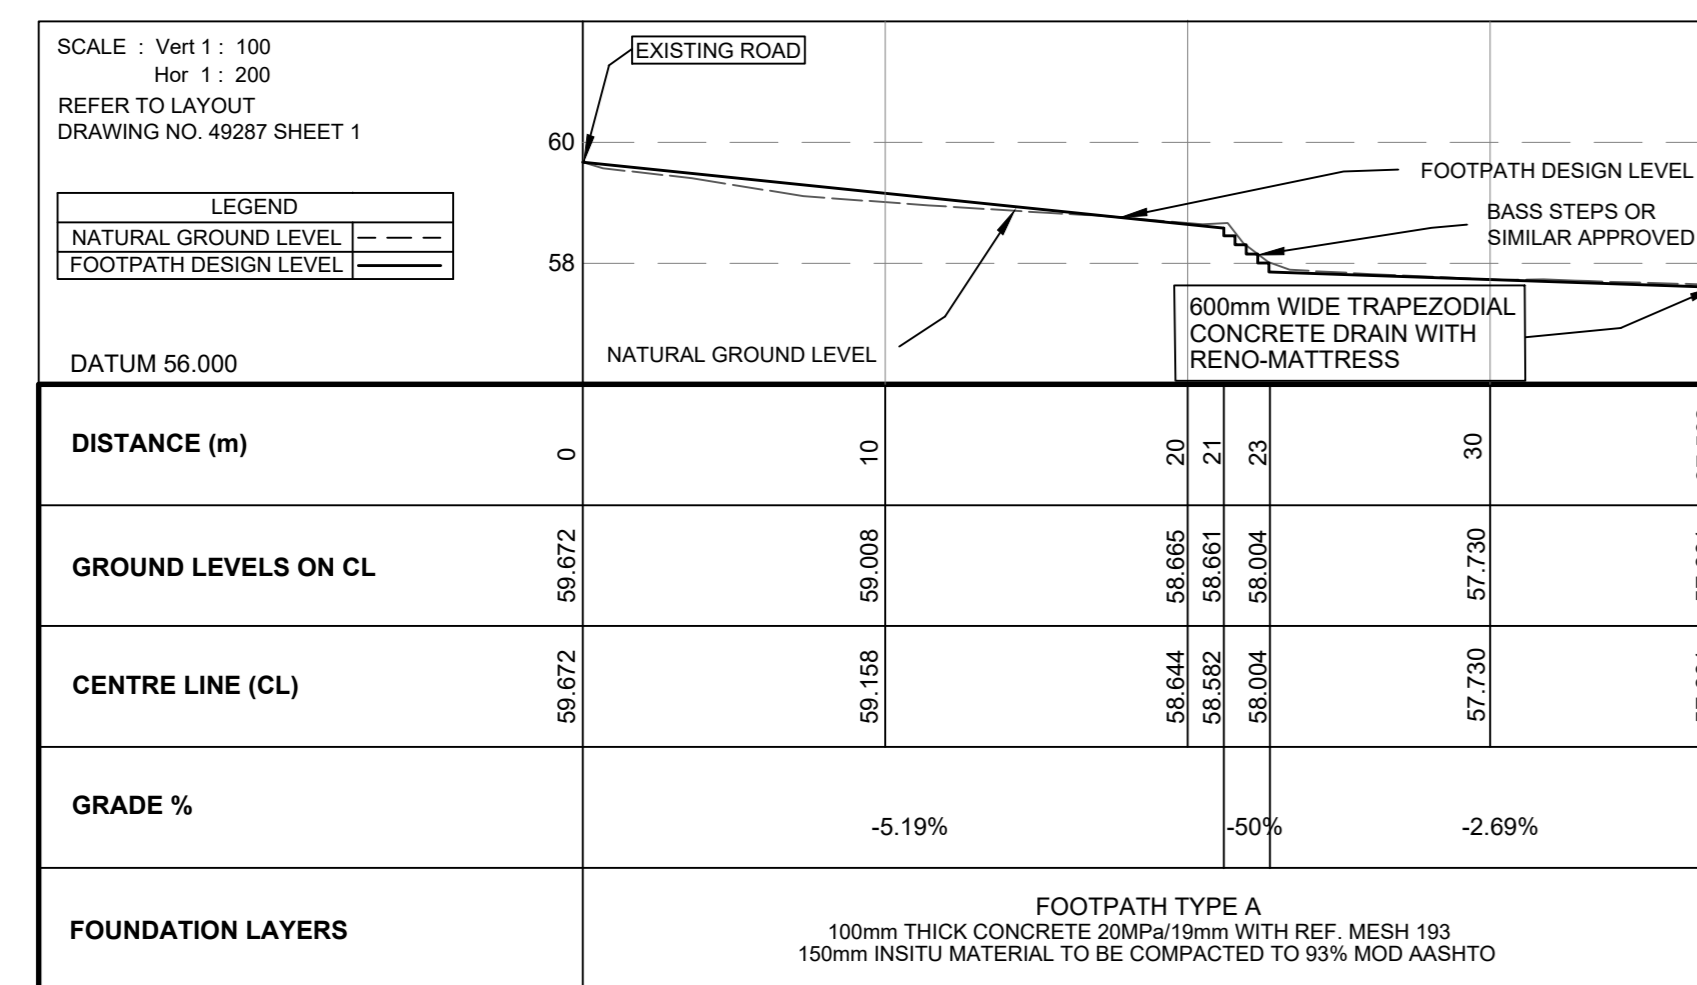 SCALE : Vert 1 : 100
Hor 1 : 200
REFER TO LAYOUT
DRAWING NO. 49287 SHEET 1
LEGEND
NATURAL GROUND LEVEL
FOOTPATH DESIGN LEVEL
DATUM 56.000
EXISTING ROAD
60
58
FOOTPATH DESIGN LEVEL
BASS STEPS OR
SIMILAR APPROVED
NATURAL GROUND LEVEL
600mm WIDE TRAPEZODIAL
CONCRETE DRAIN WITH
RENO-MATTRESS
DISTANCE (m) 0 10 20 21 23 30
GROUND LEVELS ON CL 59.672 59.008 58.665 58.661 58.004 57.730
CENTRE LINE (CL) 59.672 59.158 58.644 58.582 58.004 57.730
GRADE % -5.19% -50% -2.69%
FOUNDATION LAYERS
FOOTPATH TYPE A
100mm THICK CONCRETE 20MPa/19mm WITH REF. MESH 193
150mm INSITU MATERIAL TO BE COMPACTED TO 93% MOD AASHTO